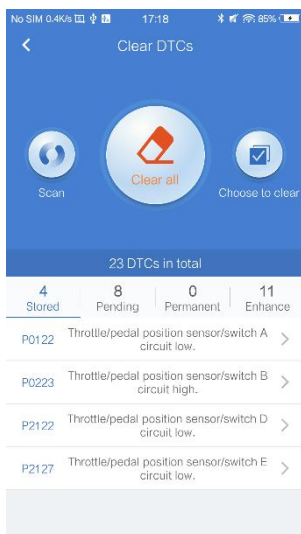 No SIM 0.4K/s 17:18 85%
Clear DTCs
Scan
Clear all
Choose to clear
23 DTCs in total
4 8 0 11
Stored Pending Permanent Enhance
P0122 Throttle/pedal position sensor/switch A
circuit low.
P0223 Throttle/pedal position sensor/switch B
circuit high.
P2122 Throttle/pedal position sensor/switch D
circuit low.
P2127 Throttle/pedal position sensor/switch E
circuit low.